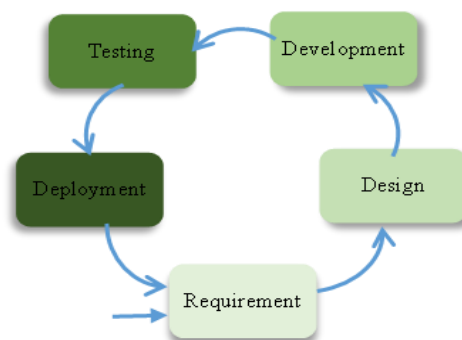 Testing
Development
Deployment
Design
Requirement